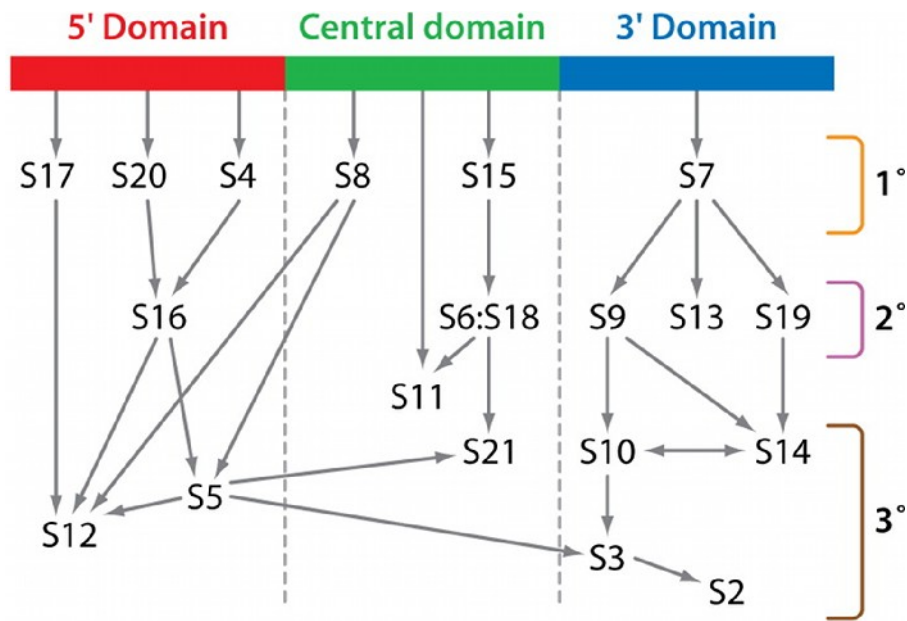 5' Domain Central domain 3' Domain
S17 S20 S4 S8 S15 S7 1°
S16 S6:S18 S9 S13 S19 2°
S11
S21 S10 S14
S5
S12 3°
S3
S2